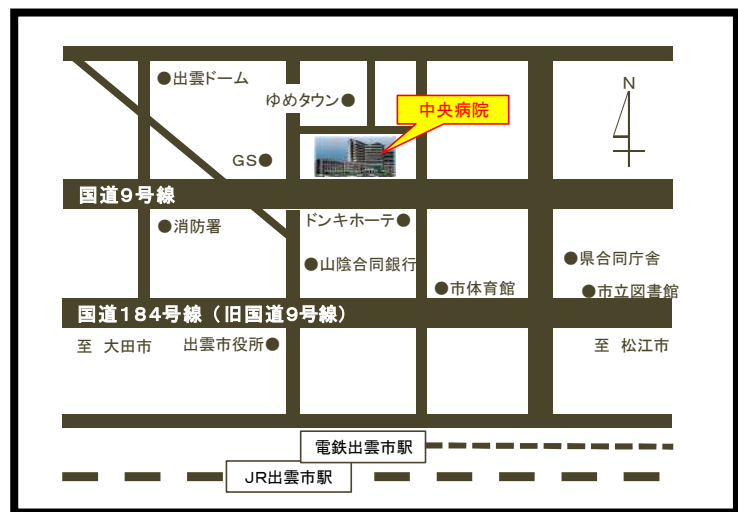 ●出雲ドーム
ゆめタウン●
中央病院
N
GS●
国道9号線
●消防署
ドンキホーテ●
●山陰合同銀行
●県合同庁舎
●市体育館
●市立図書館
国道184号線（旧国道9号線）
至 大田市
出雲市役所●
至 松江市
電鉄出雲市駅
JR出雲市駅